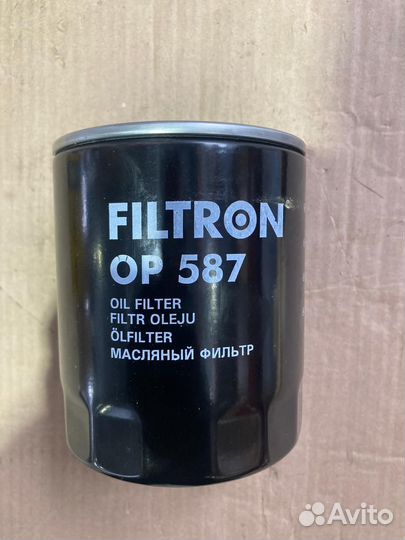 FILTRON
OP 587
OIL FILTER
FILTR OLEJU
ÖLFILTER
МАСЛЯНЫЙ ФИЛЬТР
Avito